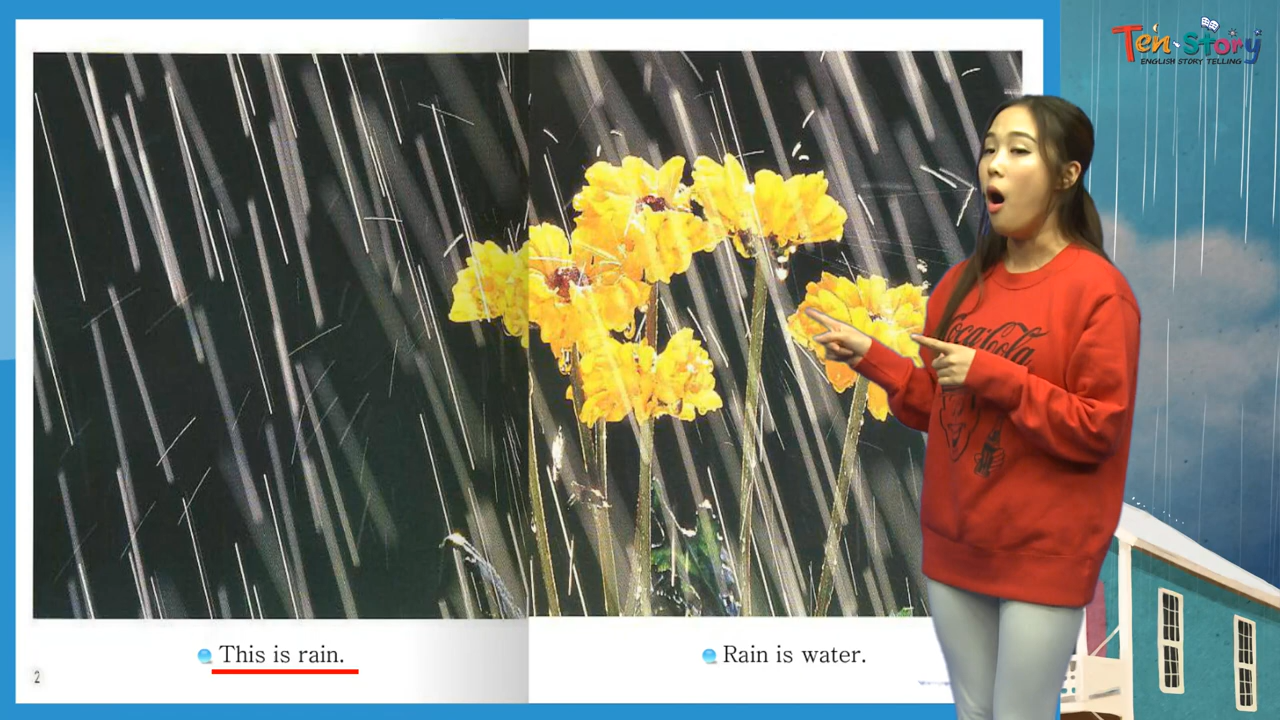 Ten Story
ENGLISH STORY TELLING
This is rain.
Rain is water.
2
Coca-Cola